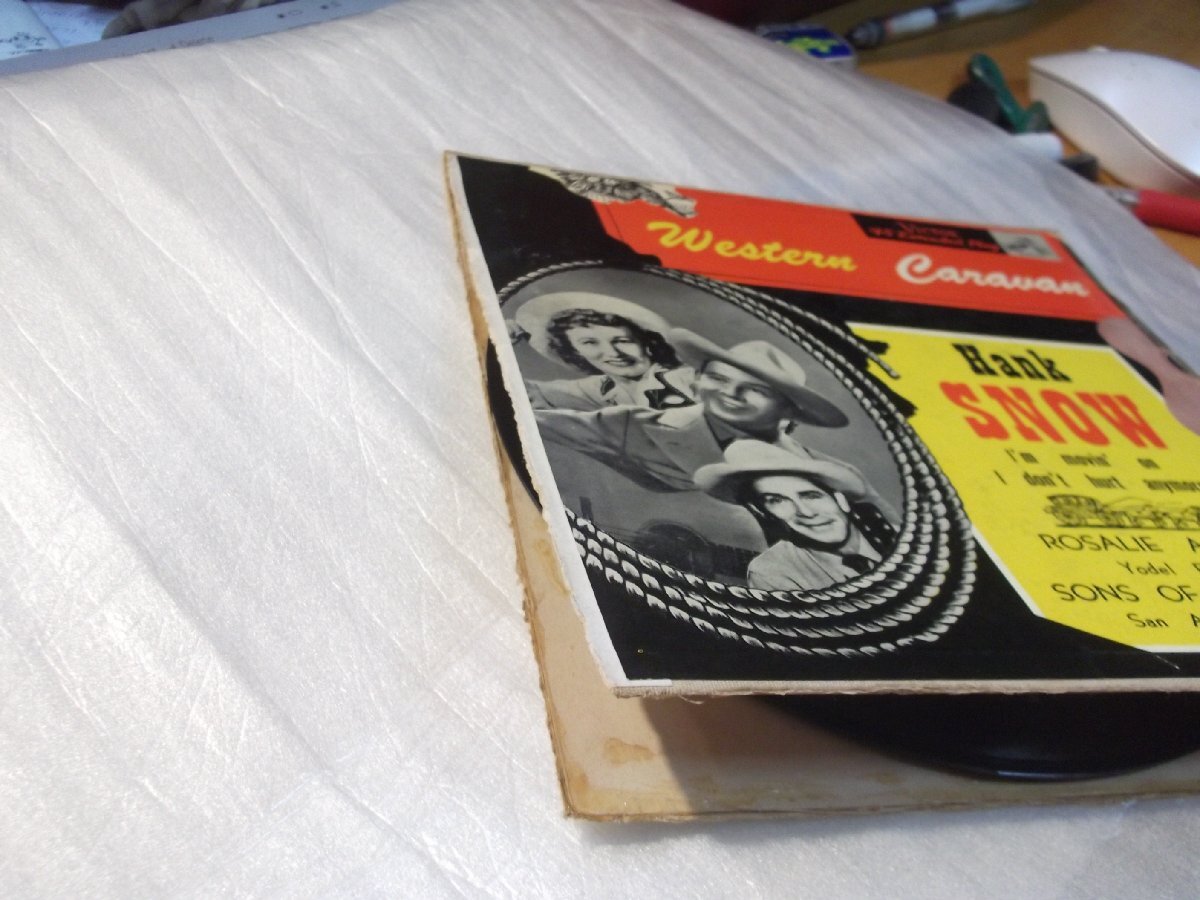 Western Caravan
Hank
SNOW
I'm movin' on
I don't hurt anymore
ROSALIE A
Yodel
SONS OF
San A